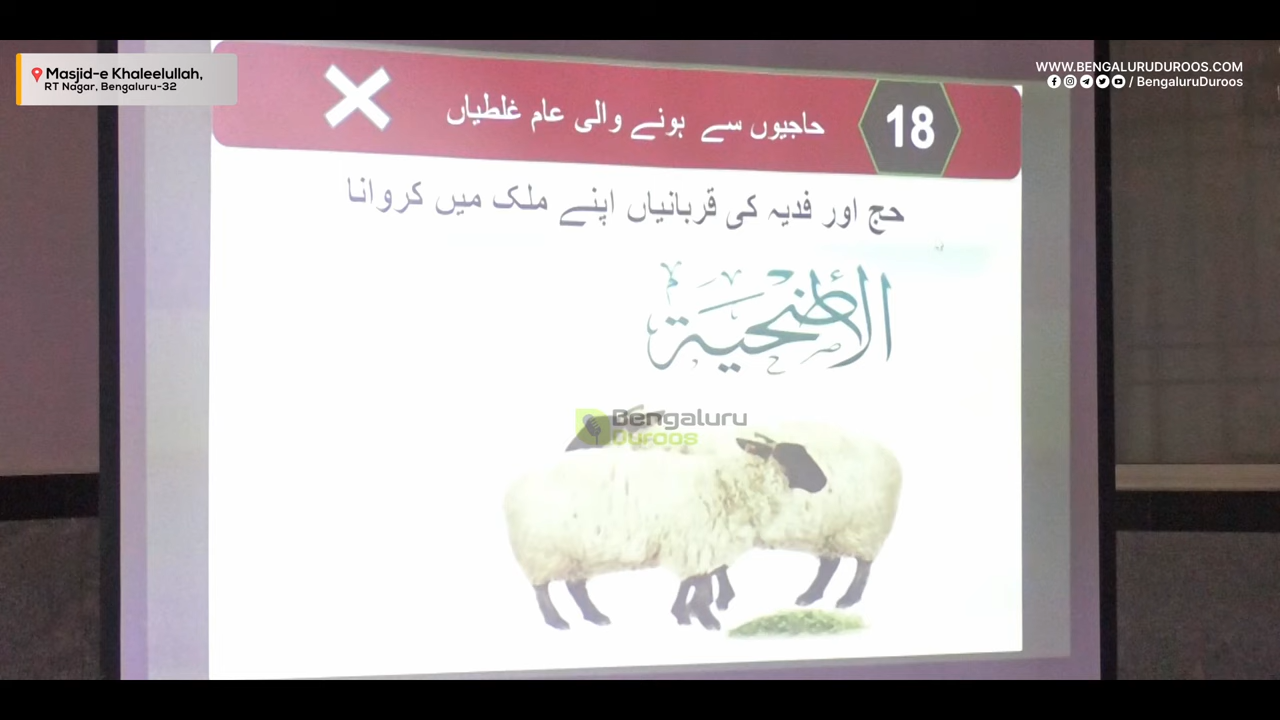 Masjid-e Khaleelullah,
RT Nagar, Bengaluru-32
WWW.BENGALURUDUROOS.COM
/ BengaluruDuroos
18
حاجیوں سے ہونے والی عام غلطیاں
حج اور فدیہ کی قربانیاں اپنے ملک میں کروانا
الأضحية
Bengaluru
Duroos